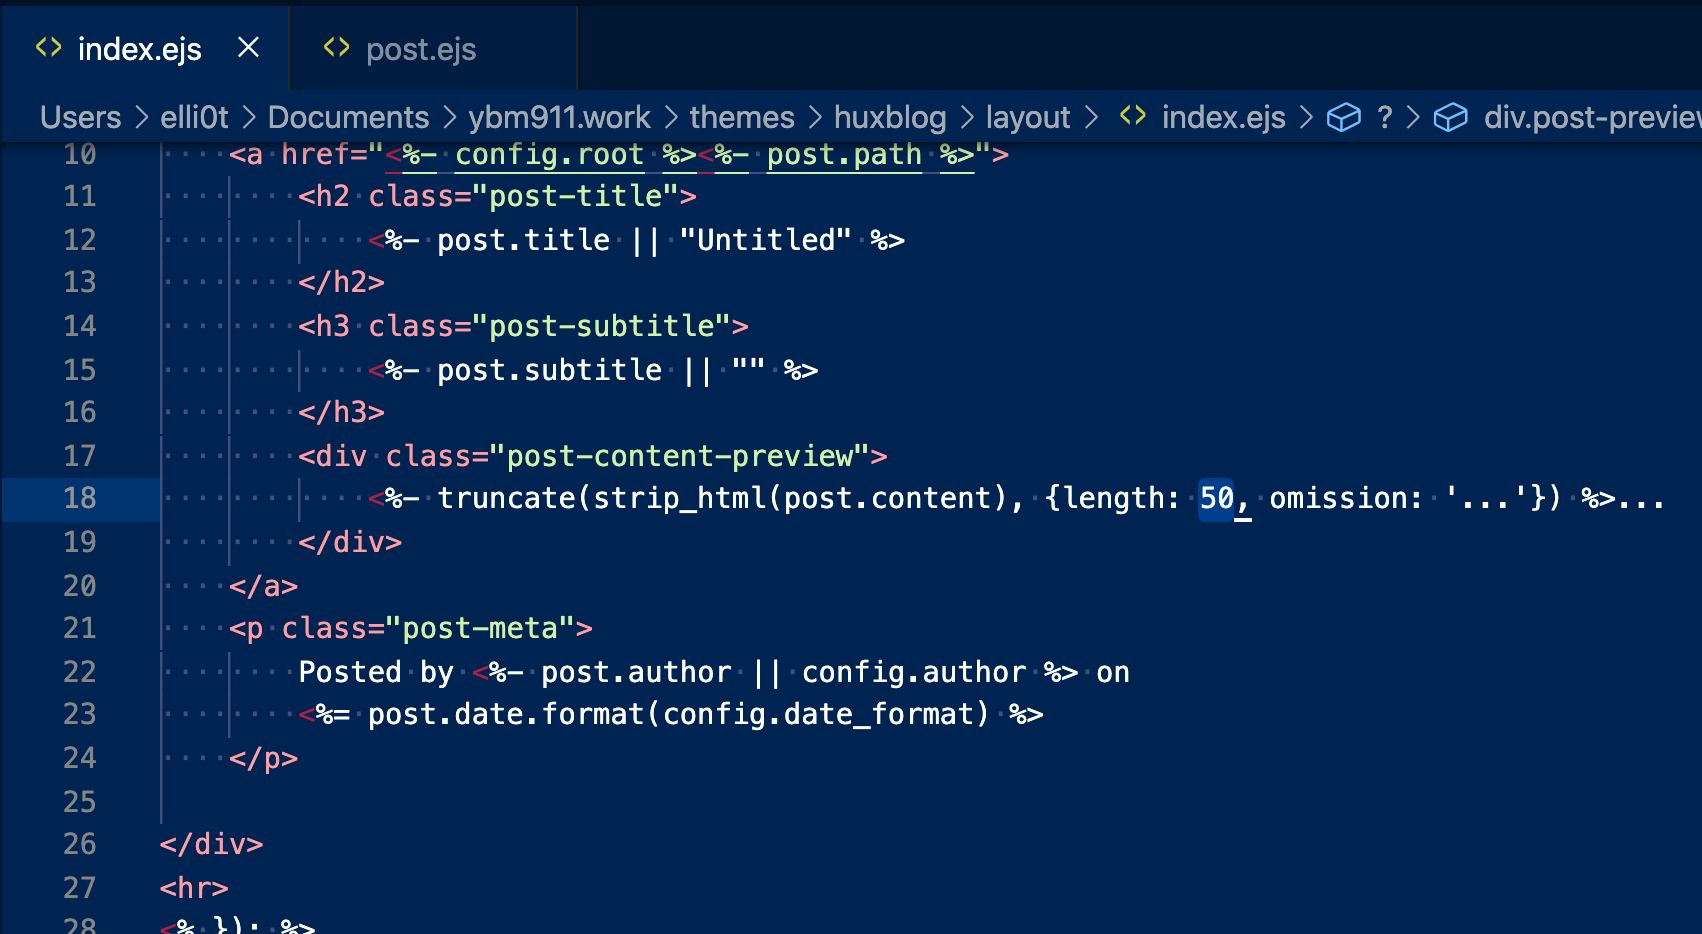 index.ejs
post.ejs
Users > elli0t > Documents > ybm911.work > themes > huxblog > layout > index.ejs > ? > div.post-preview
10 <a href="<%- config.root %><%- post.path %>">
11 <h2 class="post-title">
12 <%- post.title || "Untitled" %>
13 </h2>
14 <h3 class="post-subtitle">
15 <%- post.subtitle || "" %>
16 </h3>
17 <div class="post-content-preview">
18 <%- truncate(strip_html(post.content), {length: 50, omission: '...'}) %>...
19 </div>
20 </a>
21 <p class="post-meta">
22 Posted by <%- post.author || config.author %> on
23 <%= post.date.format(config.date_format) %>
24 </p>
25
26 </div>
27 <hr>
28 <% }); %>